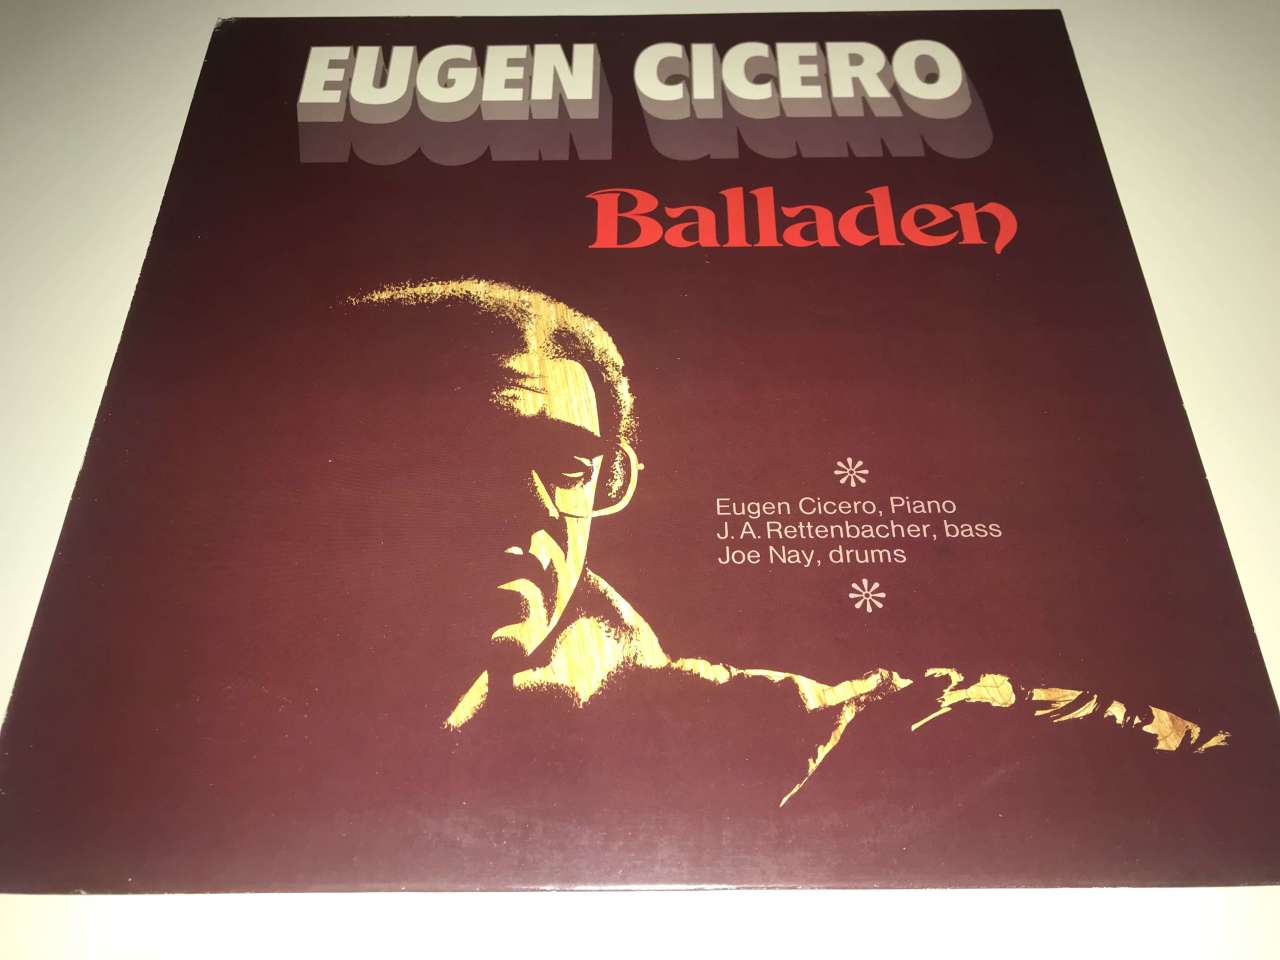 EUGEN CICERO
Balladen
Eugen Cicero, Piano
J. A. Rettenbacher, bass
Joe Nay, drums